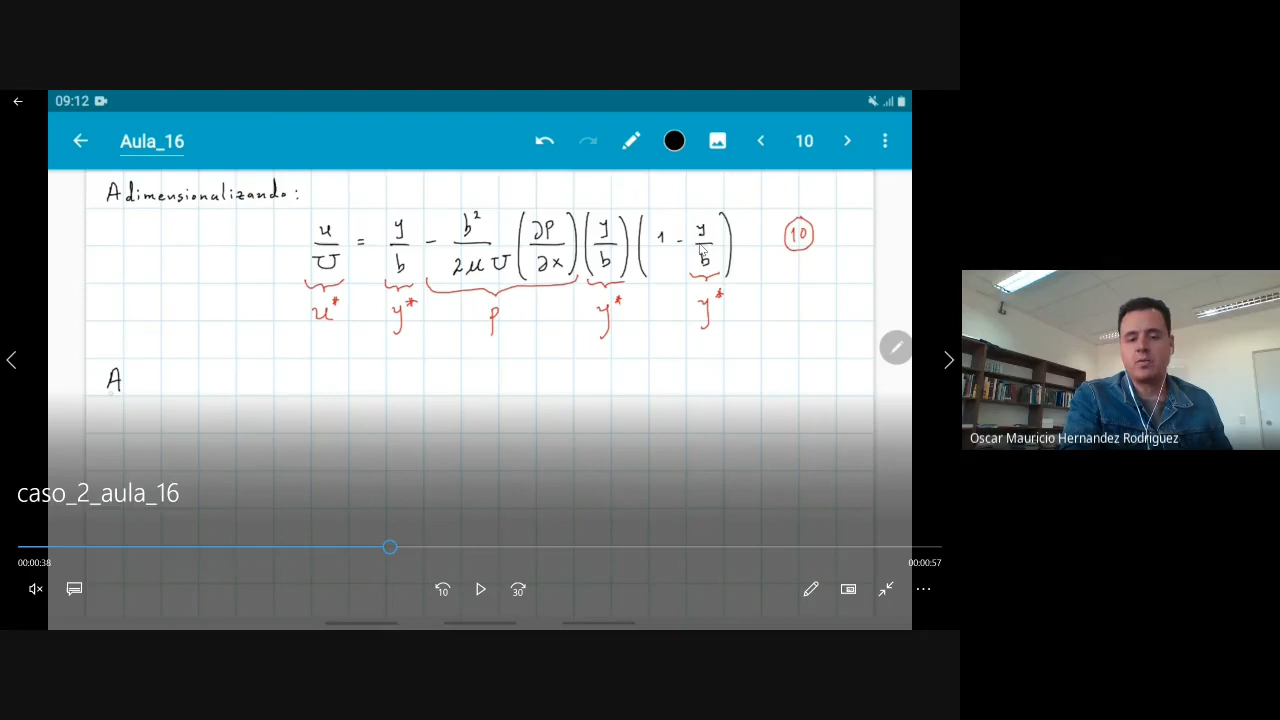 09:12
Aula_16
10
Adimensionalizando:
u/U = y/b - b²/2μU (∂P/∂x) (y/b) (1 - y/b) 10
u* y* P y* y*
A
Oscar Mauricio Hernandez Rodriguez
caso_2_aula_16
00:00:38
00:00:57
10
30